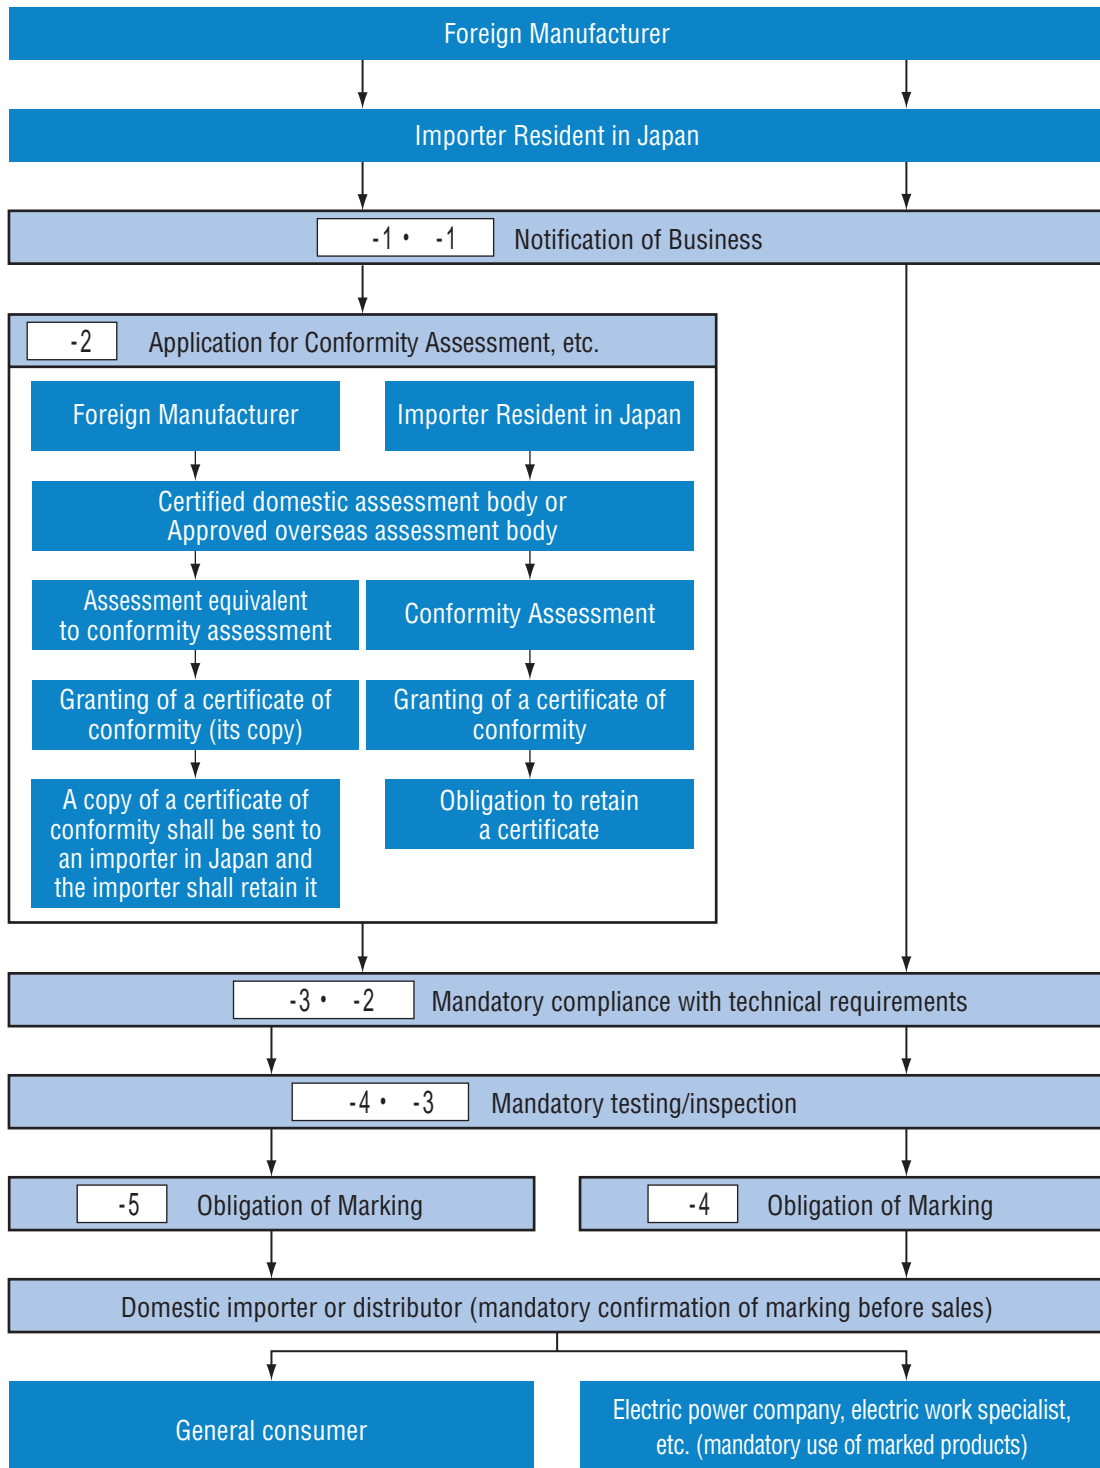 Foreign Manufacturer
Importer Resident in Japan
-1 • -1 Notification of Business
-2 Application for Conformity Assessment, etc.
Foreign Manufacturer
Importer Resident in Japan
Certified domestic assessment body or
Approved overseas assessment body
Assessment equivalent
to conformity assessment
Conformity Assessment
Granting of a certificate of
conformity (its copy)
Granting of a certificate of
conformity
A copy of a certificate of
conformity shall be sent to
an importer in Japan and
the importer shall retain it
Obligation to retain
a certificate
-3 • -2 Mandatory compliance with technical requirements
-4 • -3 Mandatory testing/inspection
-5 Obligation of Marking
-4 Obligation of Marking
Domestic importer or distributor (mandatory confirmation of marking before sales)
General consumer
Electric power company, electric work specialist,
etc. (mandatory use of marked products)